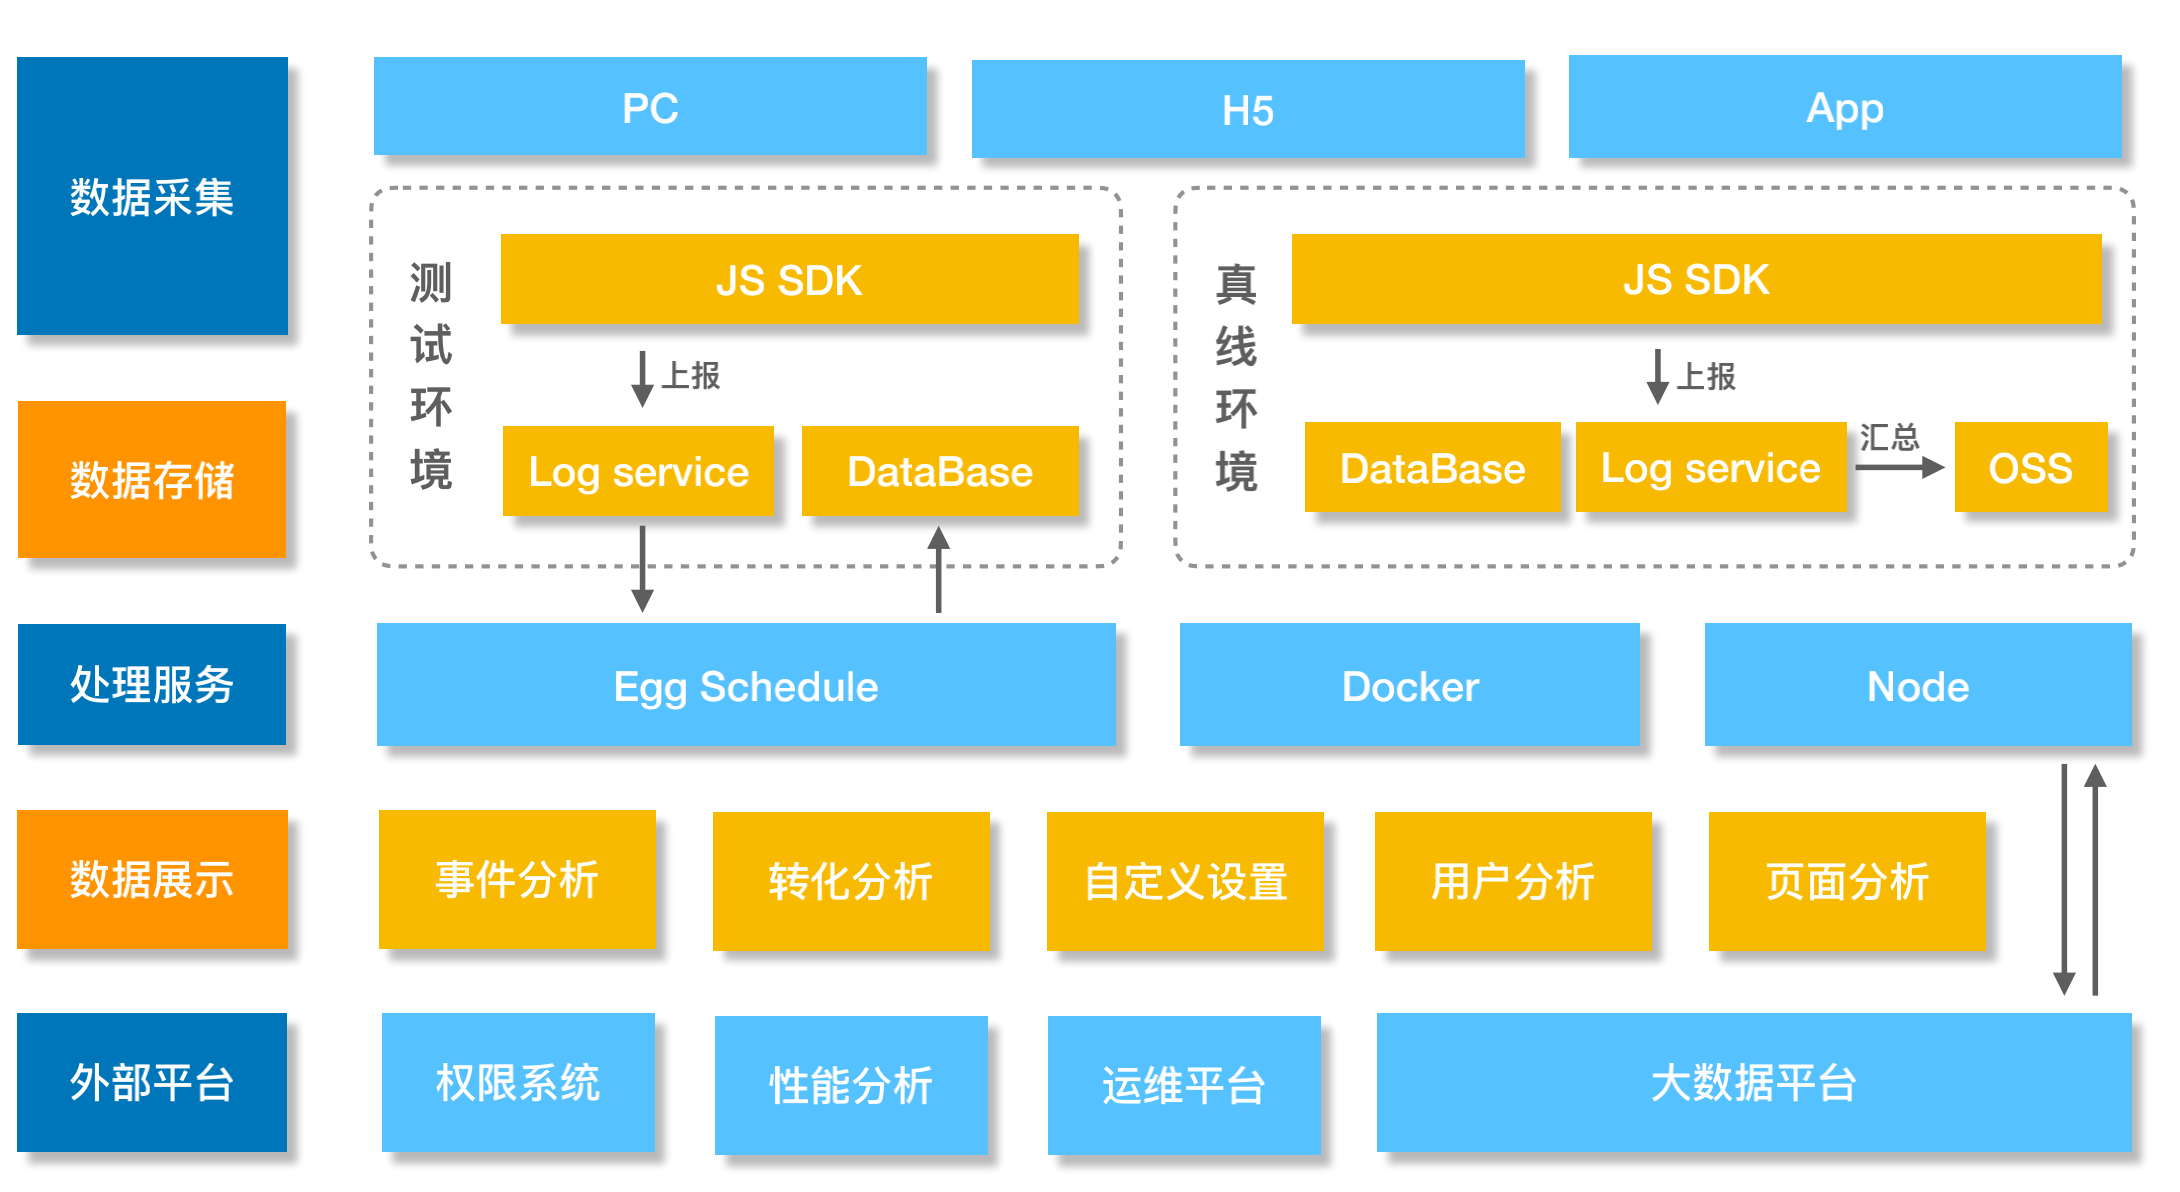 数据采集
PC
H5
App
测试环境
JS SDK
上报
Log service
DataBase
真线环境
JS SDK
上报
DataBase
Log service
汇总
OSS
数据存储
处理服务
Egg Schedule
Docker
Node
数据展示
事件分析
转化分析
自定义设置
用户分析
页面分析
外部平台
权限系统
性能分析
运维平台
大数据平台